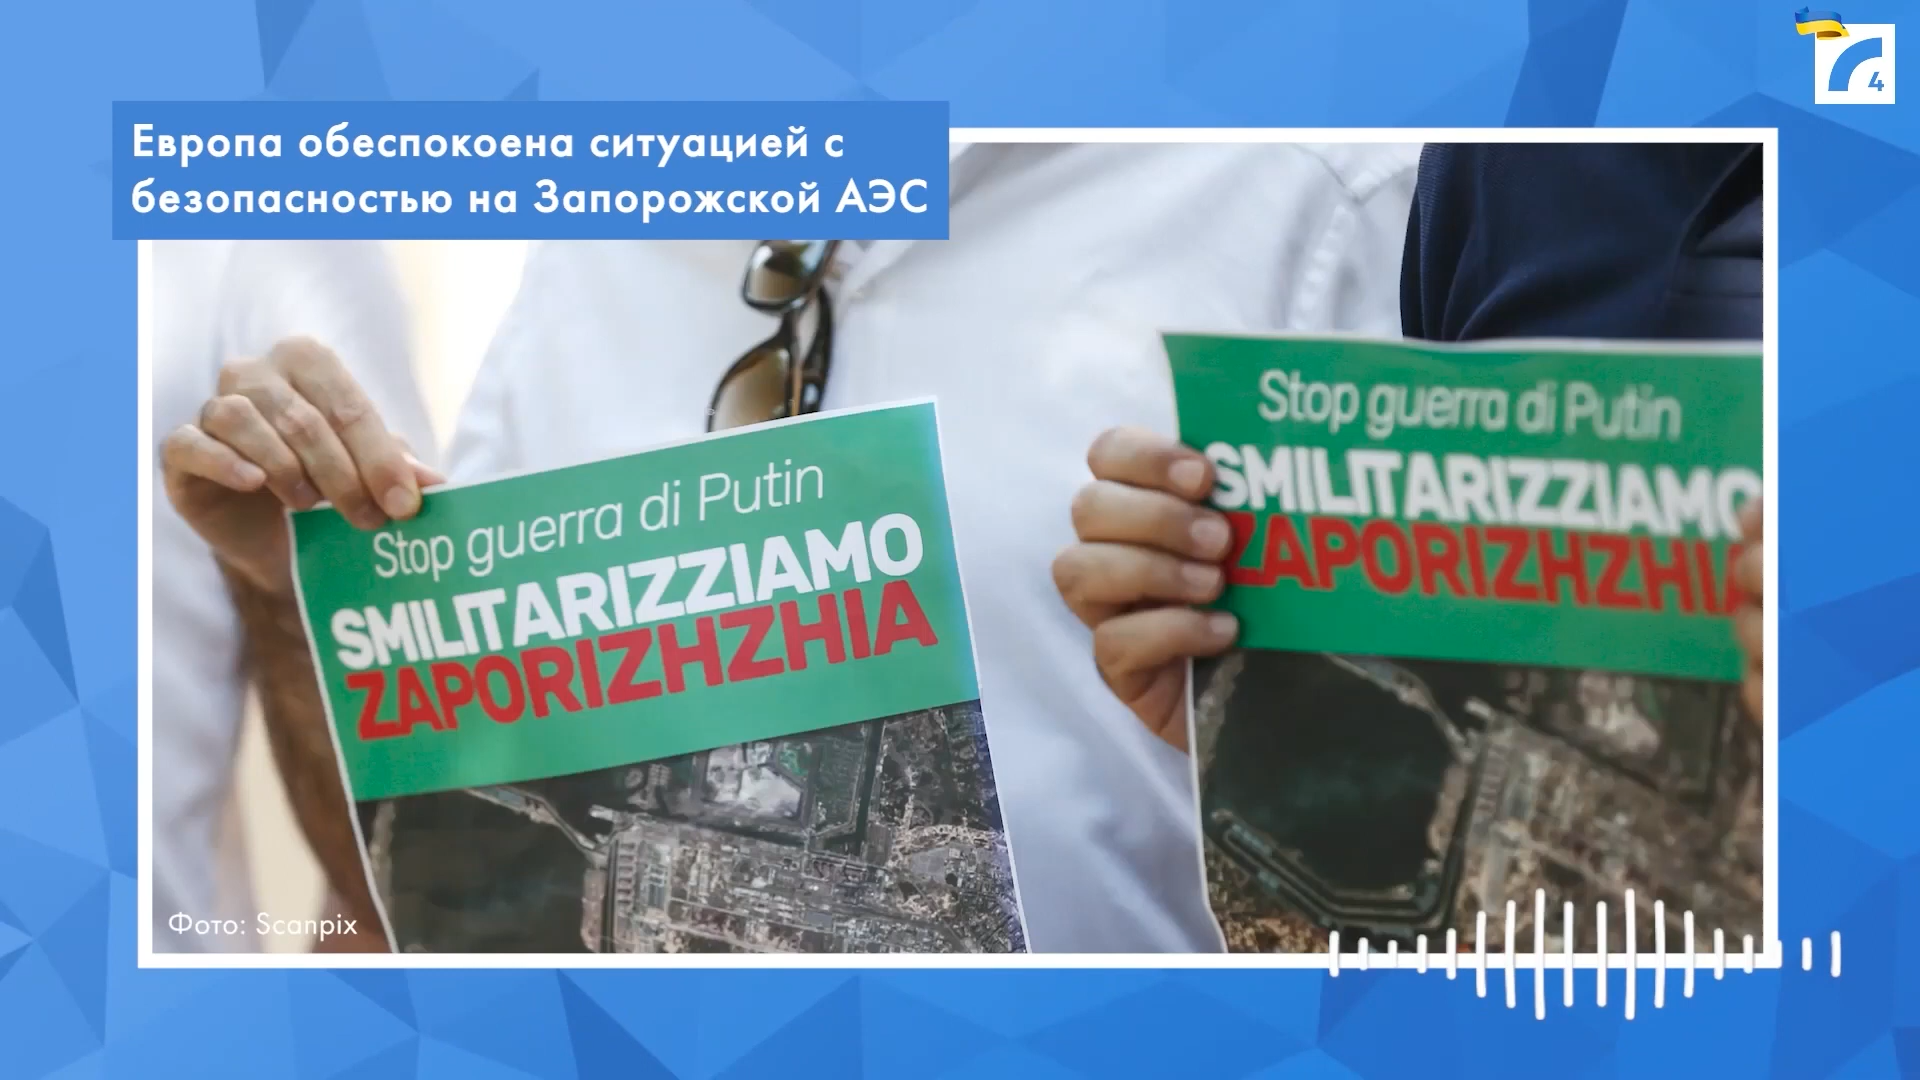 4
Европа обеспокоена ситуацией с
безопасностью на Запорожской АЭС
Stop guerra di Putin
SMILITARIZZIAMO
ZAPORIZHZHIA
Stop guerra di Putin
SMILITARIZZIAMO
ZAPORIZHZHIA
Фото: Scanpix